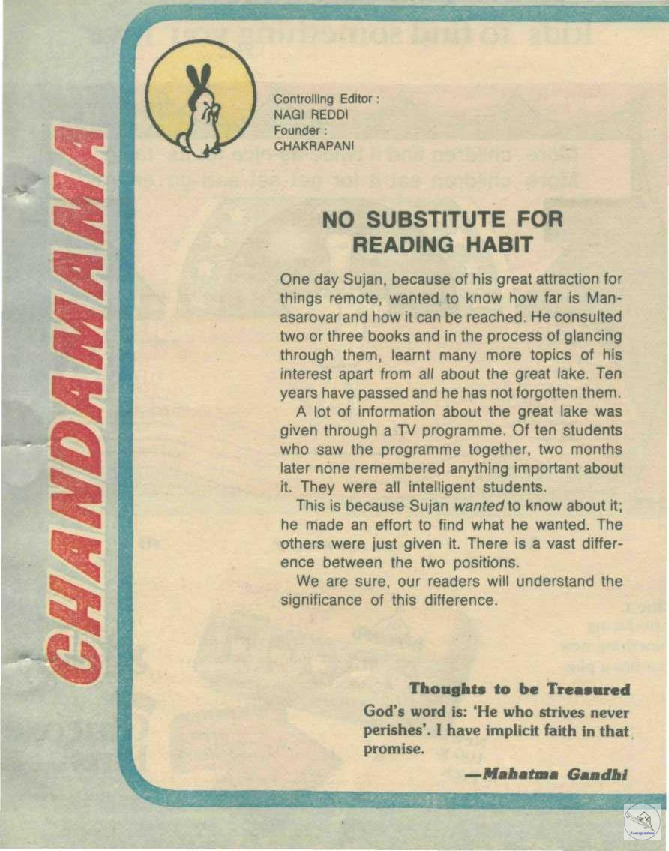 CHANDAMAMA
Controlling Editor :
NAGI REDDI
Founder :
CHAKRAPANI
NO SUBSTITUTE FOR
READING HABIT
One day Sujan, because of his great attraction for
things remote, wanted to know how far is Man-
asarovar and how it can be reached. He consulted
two or three books and in the process of glancing
through them, learnt many more topics of his
interest apart from all about the great lake. Ten
years have passed and he has not forgotten them.
A lot of information about the great lake was
given through a TV programme. Of ten students
who saw the programme together, two months
later none remembered anything important about
it. They were all intelligent students.
This is because Sujan wanted to know about it;
he made an effort to find what he wanted. The
others were just given it. There is a vast differ-
ence between the two positions.
We are sure, our readers will understand the
significance of this difference.
Thoughts to be Treasured
God's word is: 'He who strives never
perishes'. I have implicit faith in that
promise.
—Mahatma Gandhi